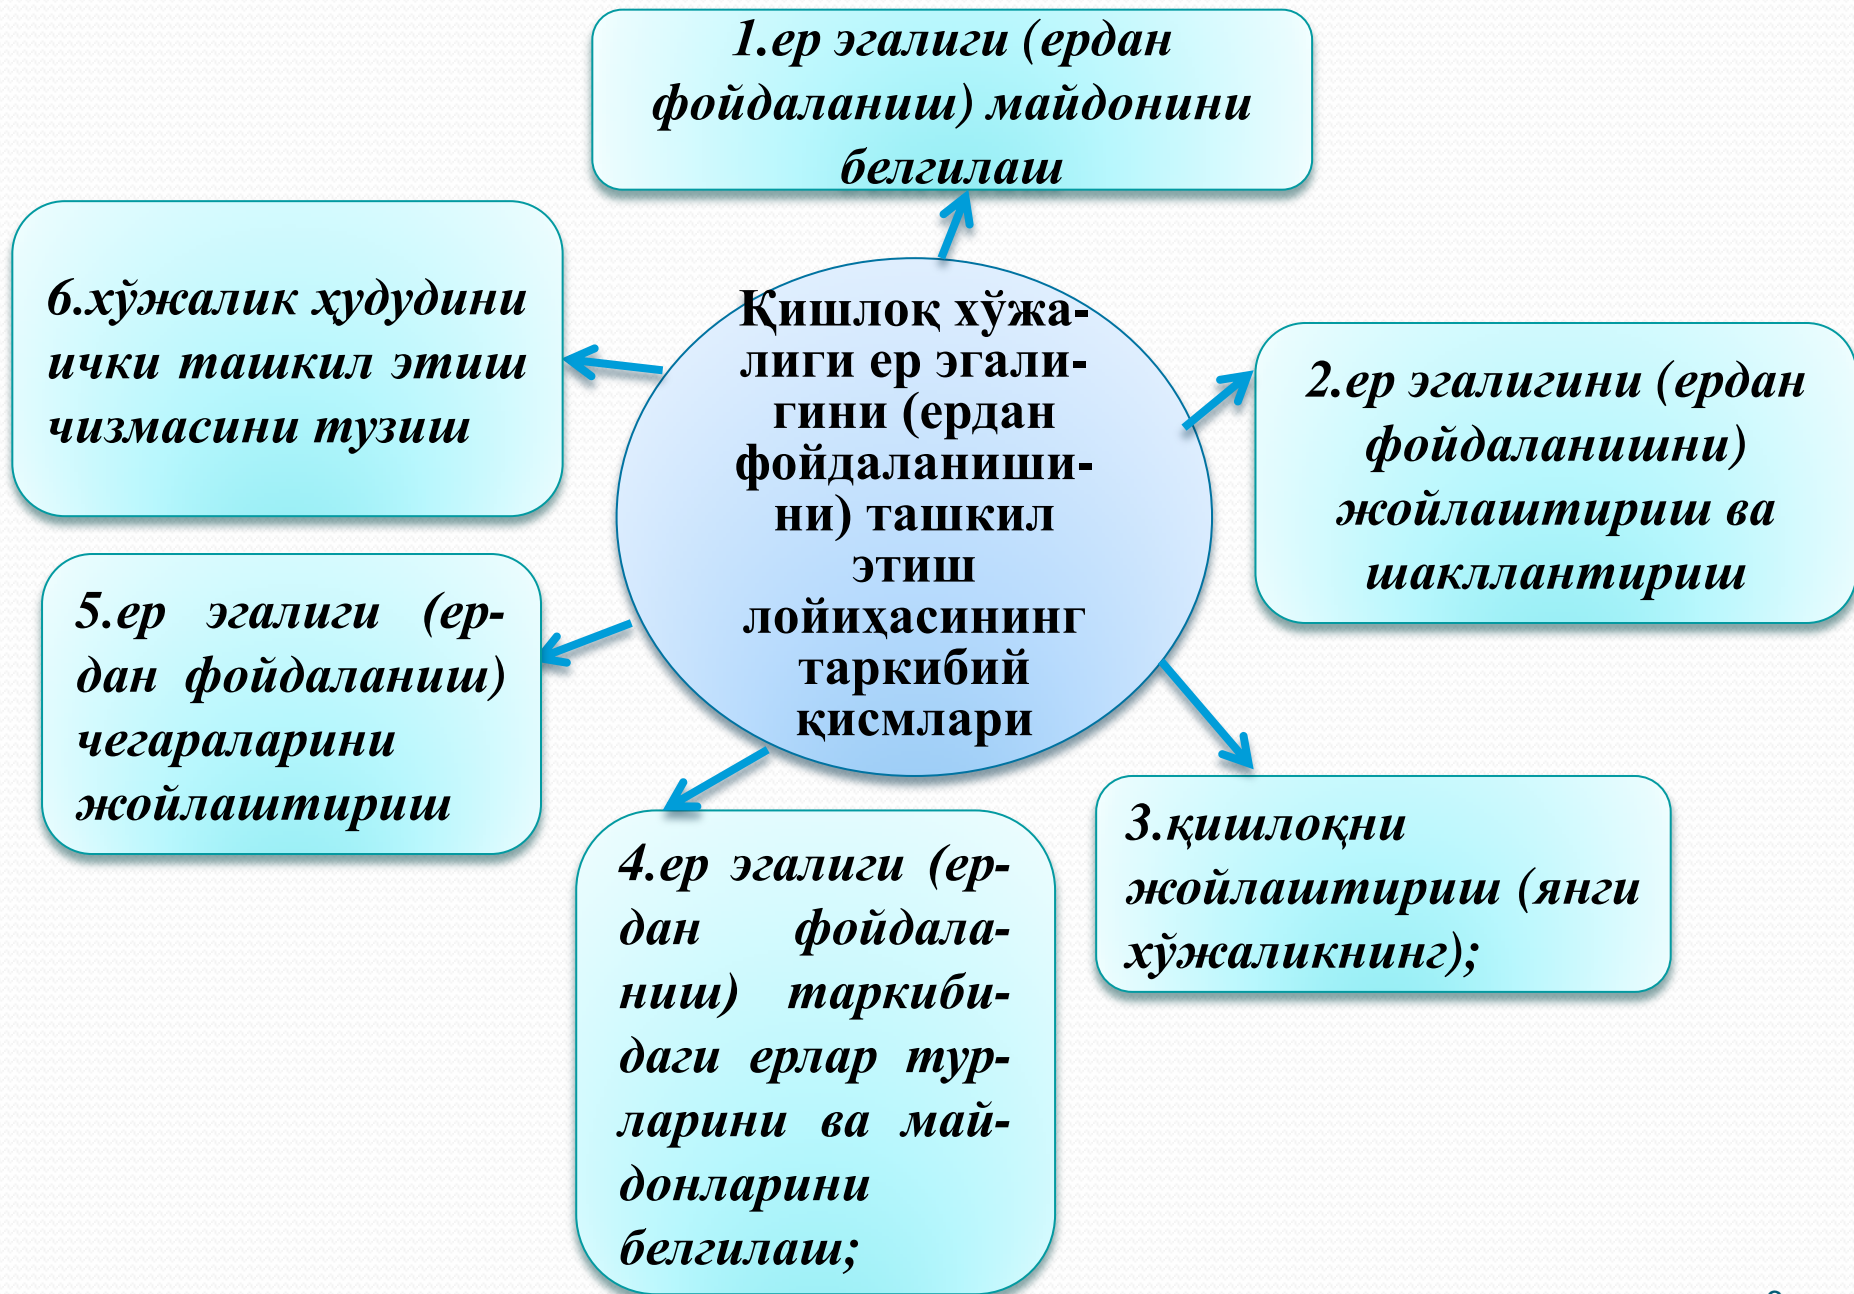 1.ер эгалиги (ердан
фойдаланиш) майдонини
белгилаш
6.хўжалик ҳудудини
ички ташкил этиш
чизмасини тузиш
Қишлоқ хўжа-
лиги ер эгали-
гини (ердан
фойдаланиши-
ни) ташкил
этиш
лойиҳасининг
таркибий
қисмлари
2.ер эгалигини (ердан
фойдаланишни)
жойлаштириш ва
шакллантириш
5.ер эгалиги (ер-
дан фойдаланиш)
чегараларини
жойлаштириш
3.қишлоқни
жойлаштириш (янги
хўжаликнинг);
4.ер эгалиги (ер-
дан фойдала-
ниш) таркиби-
даги ерлар тур-
ларини ва май-
донларини
белгилаш;